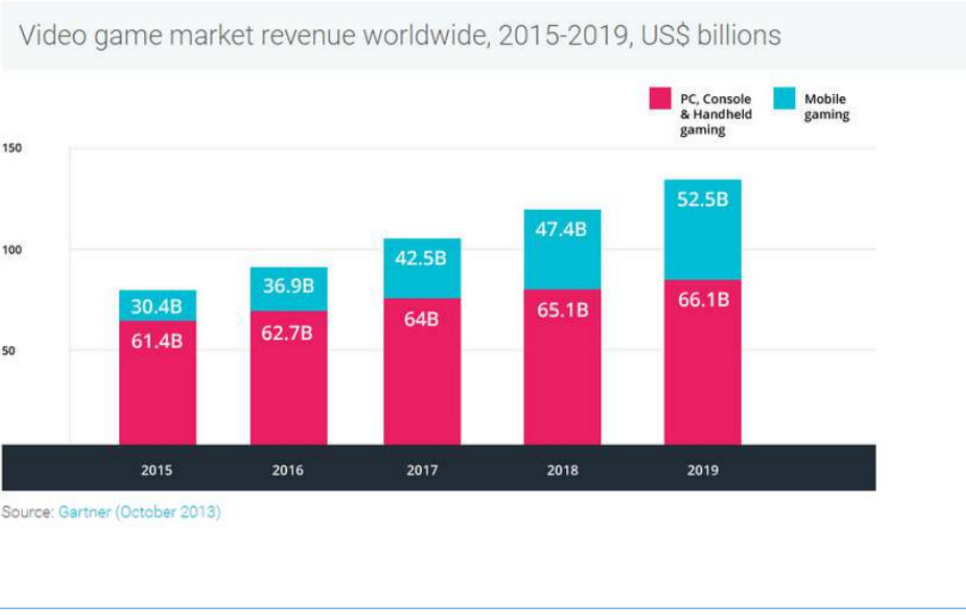 Video game market revenue worldwide, 2015-2019, US$ billions
PC, Console
& Handheld
gaming
Mobile
gaming
150
100
50
30.4B
61.4B
36.9B
62.7B
42.5B
64B
47.4B
65.1B
52.5B
66.1B
2015 2016 2017 2018 2019
Source: Gartner (October 2013)